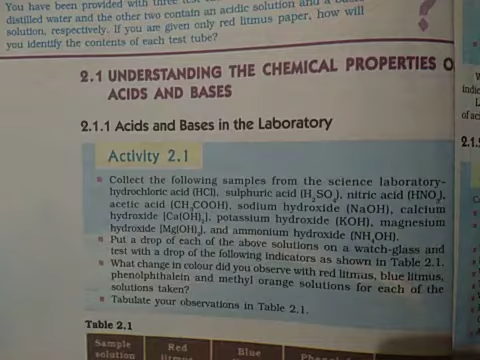 You have been provided with three
distilled water and the other two contain an acidic solution and a
solution, respectively. If you are given only red litmus paper, how will
you identify the contents of each test tube?
?
2.1 UNDERSTANDING THE CHEMICAL PROPERTIES O
ACIDS AND BASES
2.1.1 Acids and Bases in the Laboratory
Activity 2.1
Collect the following samples from the science laboratory-
hydrochloric acid (HCl), sulphuric acid (H₂SO₄), nitric acid (HNO₃),
acetic acid (CH₃COOH), sodium hydroxide (NaOH), calcium
hydroxide [Ca(OH)₂], potassium hydroxide (KOH), magnesium
hydroxide [Mg(OH)₂], and ammonium hydroxide (NH₄OH).
Put a drop of each of the above solutions on a watch-glass and
test with a drop of the following indicators as shown in Table 2.1.
What change in colour did you observe with red litmus, blue litmus,
phenolphthalein and methyl orange solutions for each of the
solutions taken?
Tabulate your observations in Table 2.1.
Table 2.1
Sample Red Blue
solution litmus
indic
of aci
2.1.